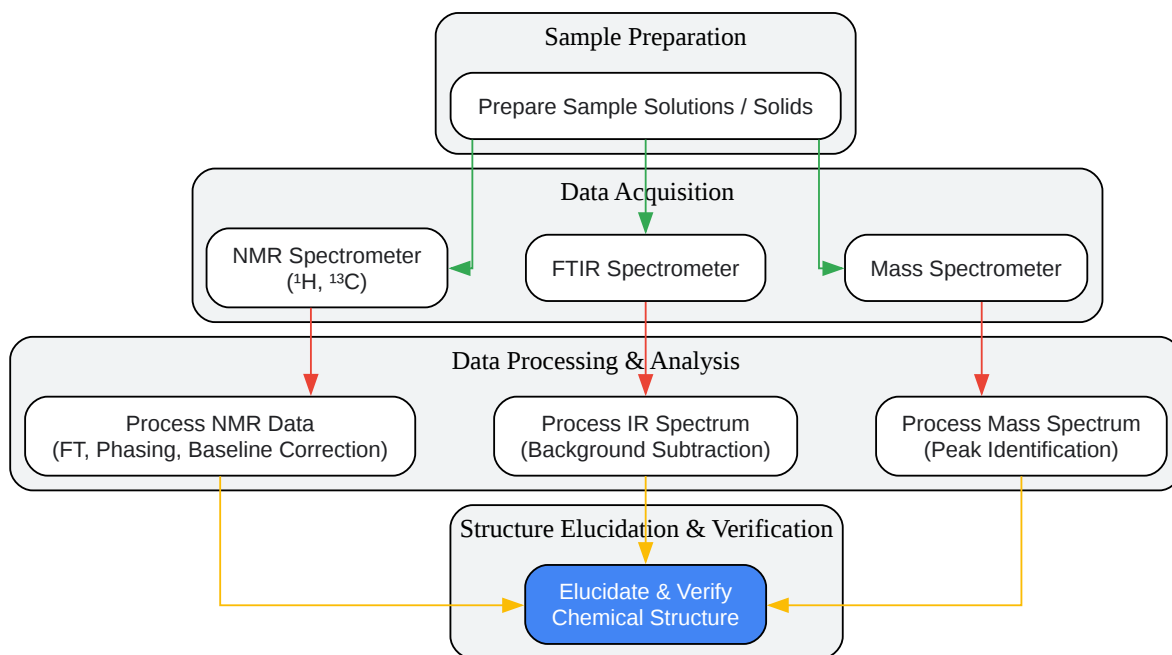 Sample Preparation
Prepare Sample Solutions / Solids
Data Acquisition
NMR Spectrometer
(¹H, ¹³C)
FTIR Spectrometer
Mass Spectrometer
Data Processing & Analysis
Process NMR Data
(FT, Phasing, Baseline Correction)
Process IR Spectrum
(Background Subtraction)
Process Mass Spectrum
(Peak Identification)
Structure Elucidation & Verification
Elucidate & Verify
Chemical Structure